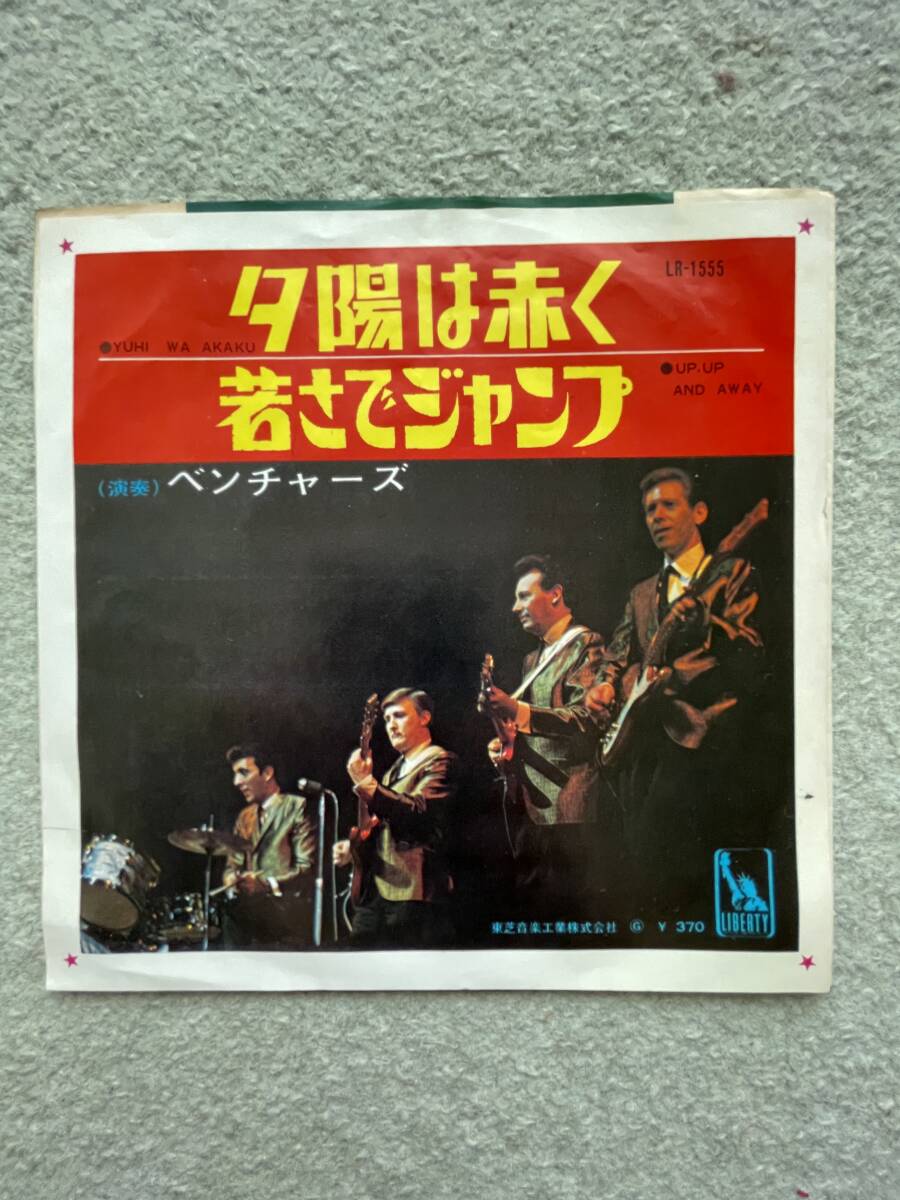 LR-1555
夕陽は赤く
●YUHI WA AKAKU
若さでジャンプ
●UP. UP
AND AWAY
(演奏) ベンチャーズ
東芝音楽工業株式会社 Ⓖ ¥ 370
LIBERTY